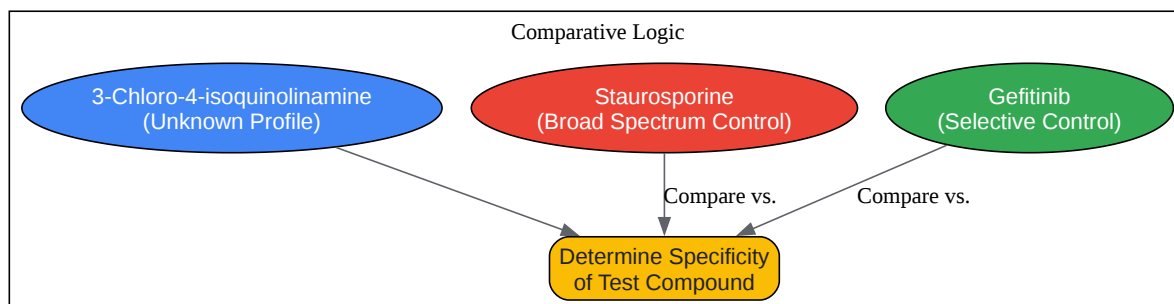 Comparative Logic
3-Chloro-4-isoquinolinamine
(Unknown Profile)
Staurosporine
(Broad Spectrum Control)
Gefitinib
(Selective Control)
Compare vs.
Compare vs.
Determine Specificity
of Test Compound